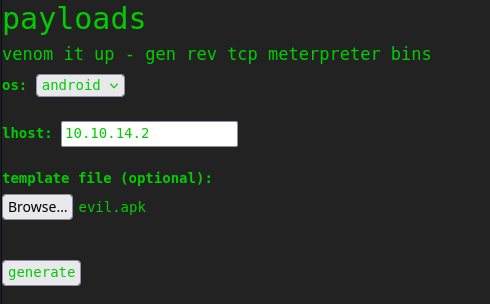 payloads
venom it up - gen rev tcp meterpreter bins
os: android
lhost: 10.10.14.2
template file (optional):
Browse... evil.apk
generate